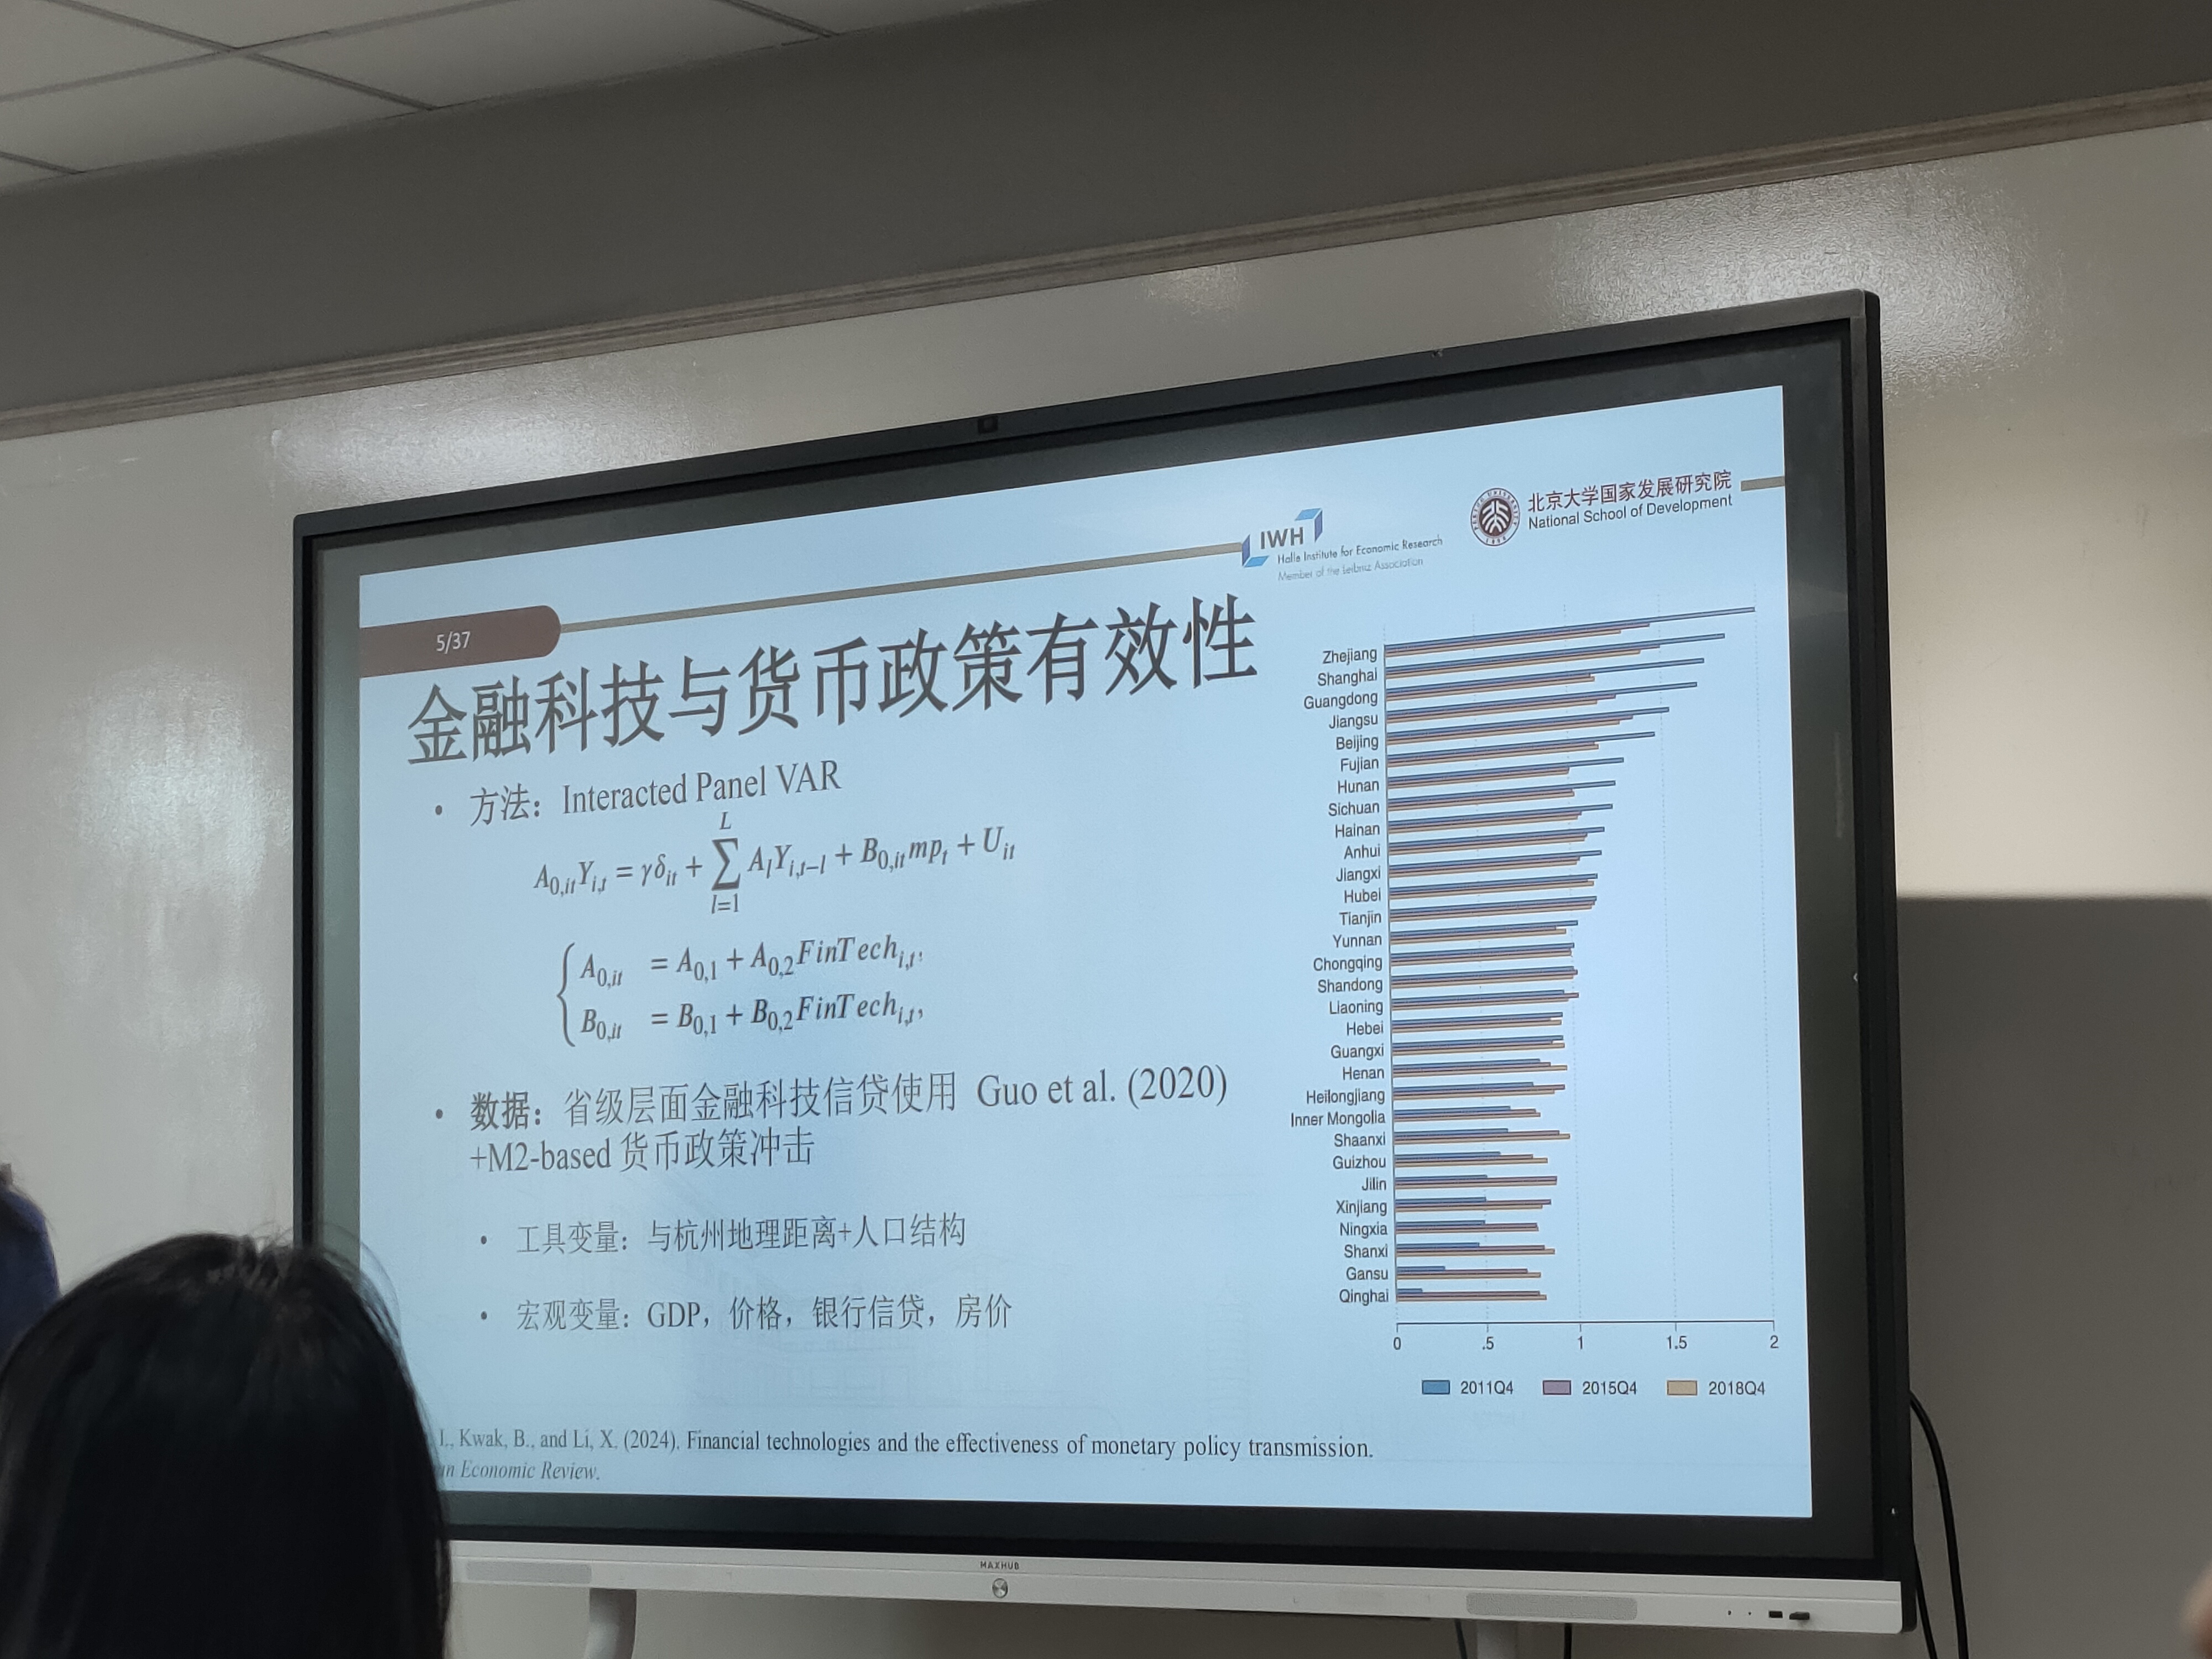 IWH
Halle Institute for Economic Research
Member of the Leibniz Association
北京大学国家发展研究院
National School of Development
5/37
金融科技与货币政策有效性
• 方法：Interacted Panel VAR
A_{0,it} Y_{i,t} = γδ_{it} + ∑_{l=1}^{L} A_l Y_{i,t−l} + B_{0,it} mp_t + U_{it}
A_{0,it} = A_{0,1} + A_{0,2} FinTech_{i,t},
B_{0,it} = B_{0,1} + B_{0,2} FinTech_{i,t},
• 数据：省级层面金融科技信贷使用 Guo et al. (2020)
+M2-based 货币政策冲击
• 工具变量：与杭州地理距离+人口结构
• 宏观变量：GDP，价格，银行信贷，房价
I., Kwak, B., and Li, X. (2024). Financial technologies and the effectiveness of monetary policy transmission.
Economic Review.
Zhejiang
Shanghai
Guangdong
Jiangsu
Beijing
Fujian
Hunan
Sichuan
Hainan
Anhui
Jiangxi
Hubei
Tianjin
Yunnan
Chongqing
Shandong
Liaoning
Hebei
Guangxi
Henan
Heilongjiang
Inner Mongolia
Shaanxi
Guizhou
Jilin
Xinjiang
Ningxia
Shanxi
Gansu
Qinghai
0 .5 1 1.5 2
2011Q4 2015Q4 2018Q4
MAXHUB